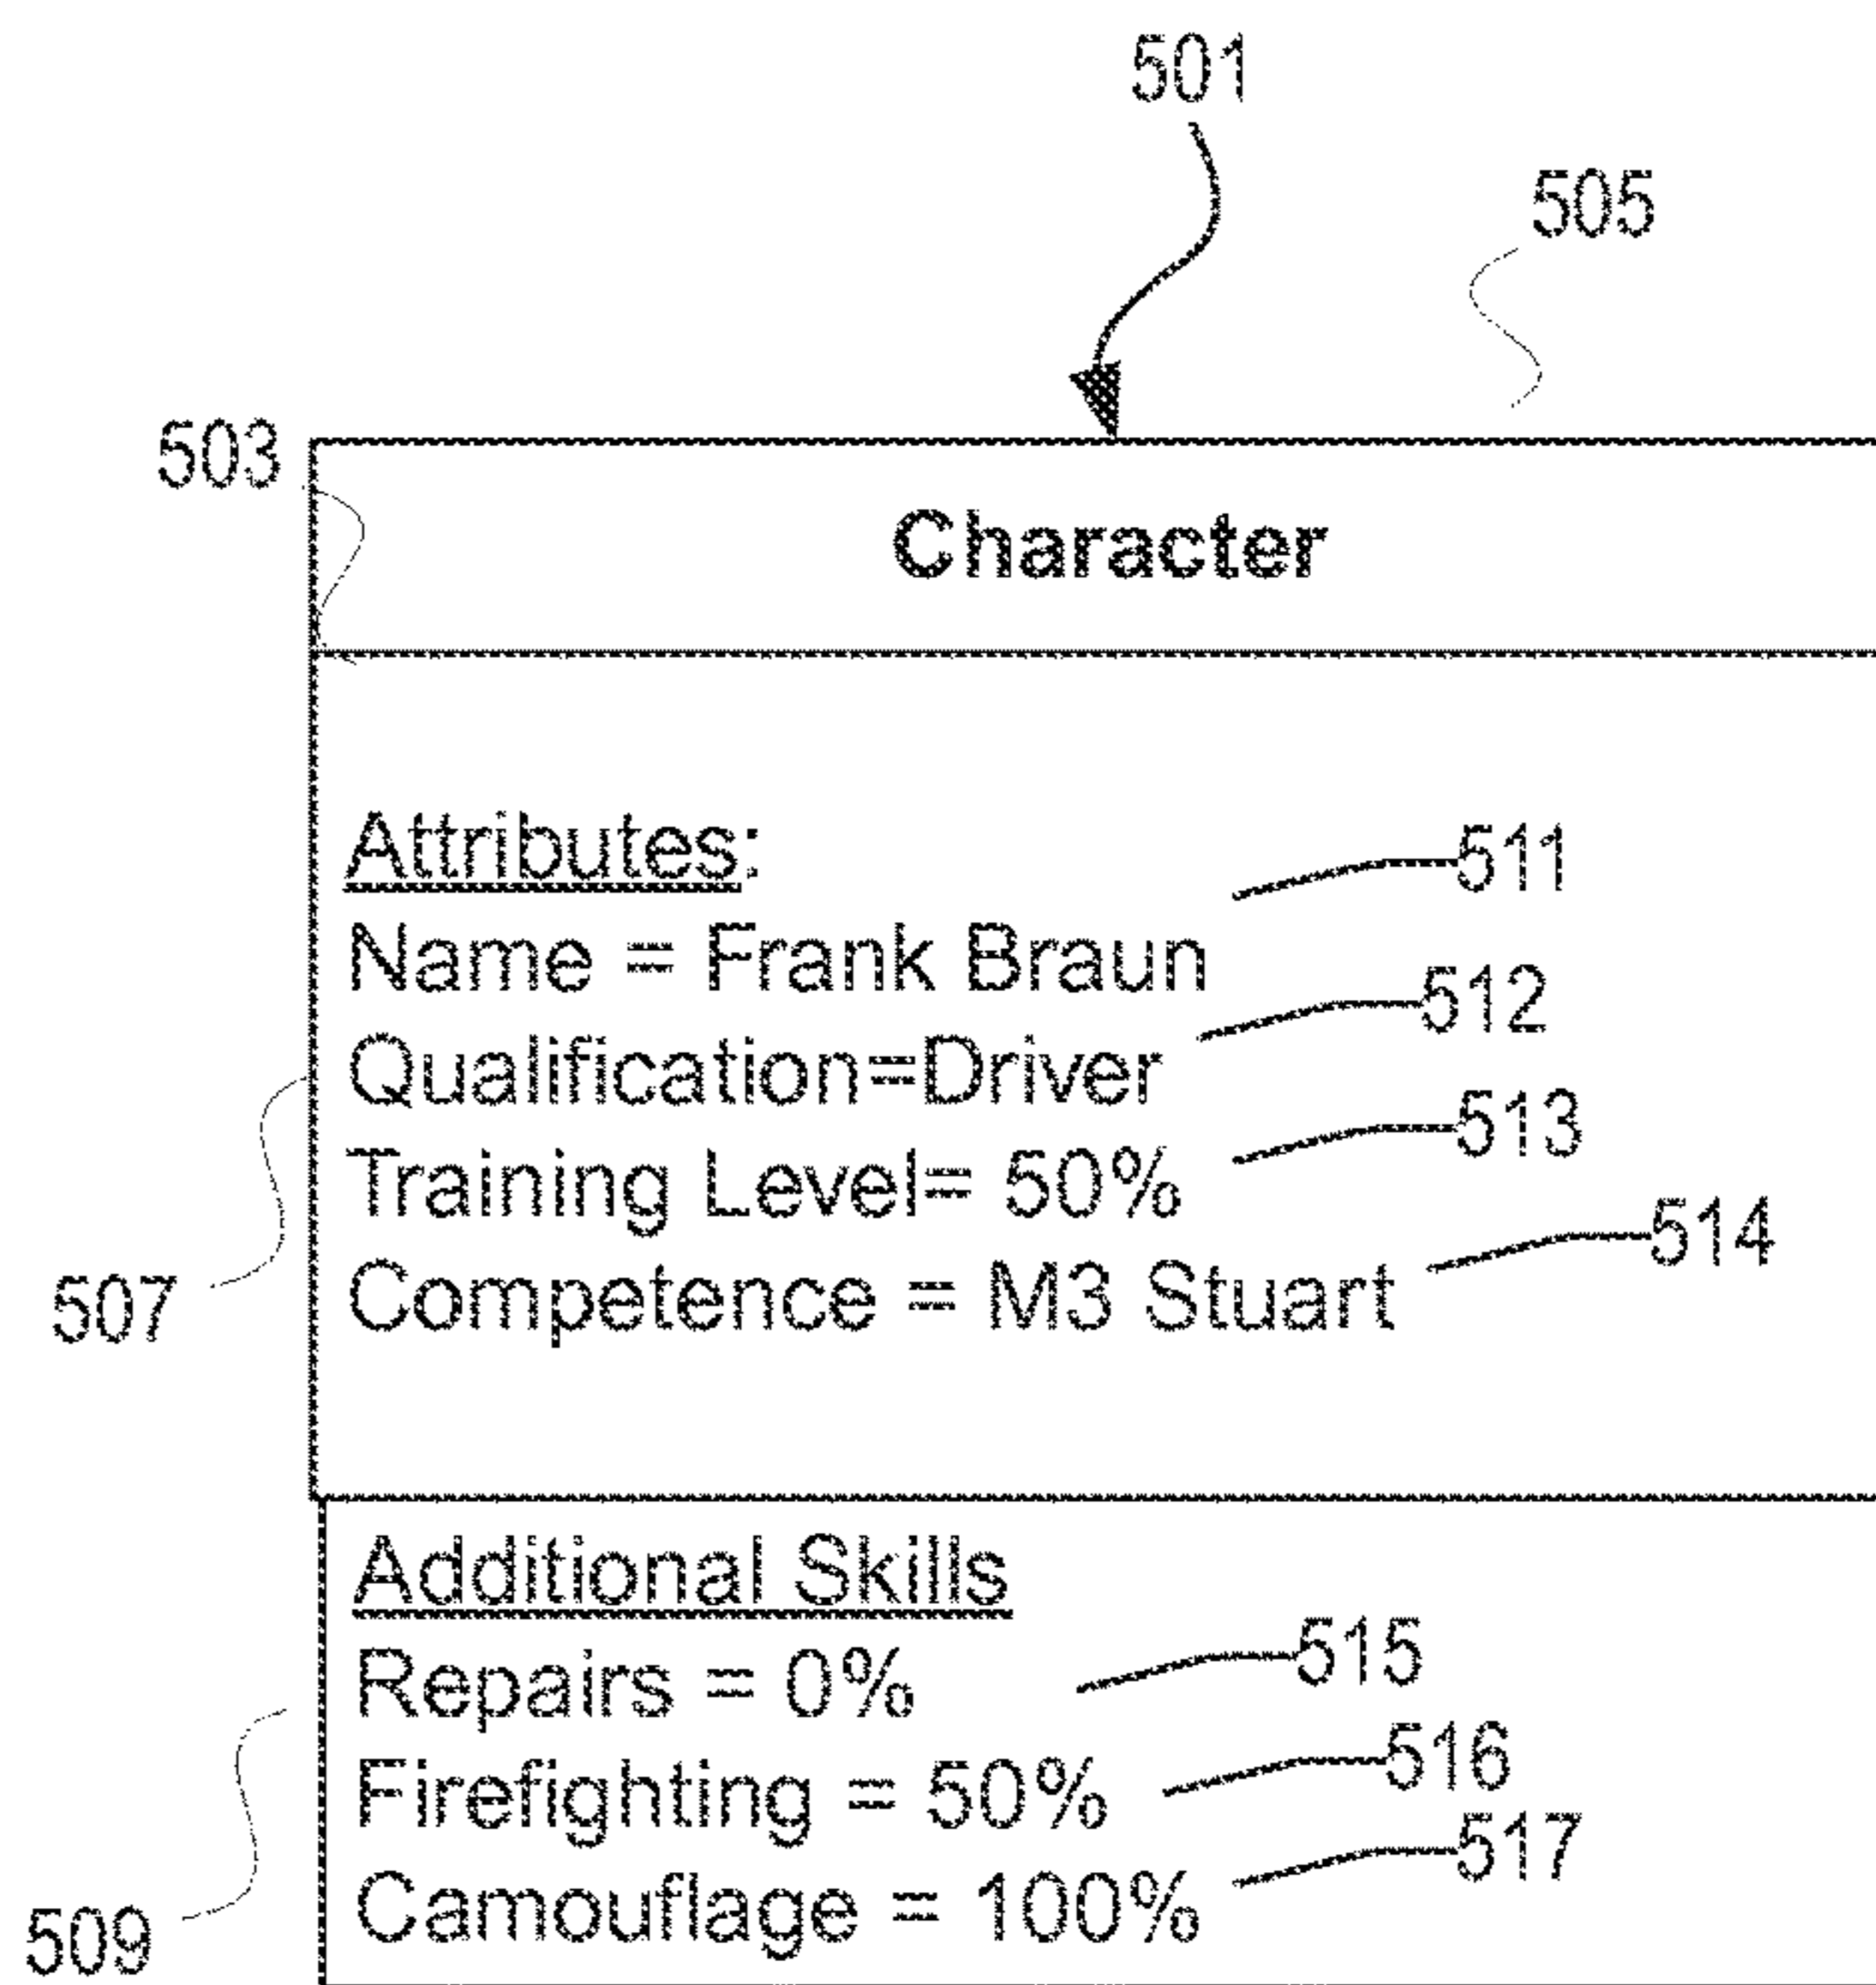 501
505
503
Character
Attributes:
511
Name = Frank Braun
512
Qualification=Driver
513
Training Level= 50%
514
507
Competence = M3 Stuart
Additional Skills
515
Repairs = 0%
516
Firefighting = 50%
517
Camouflage = 100%
509